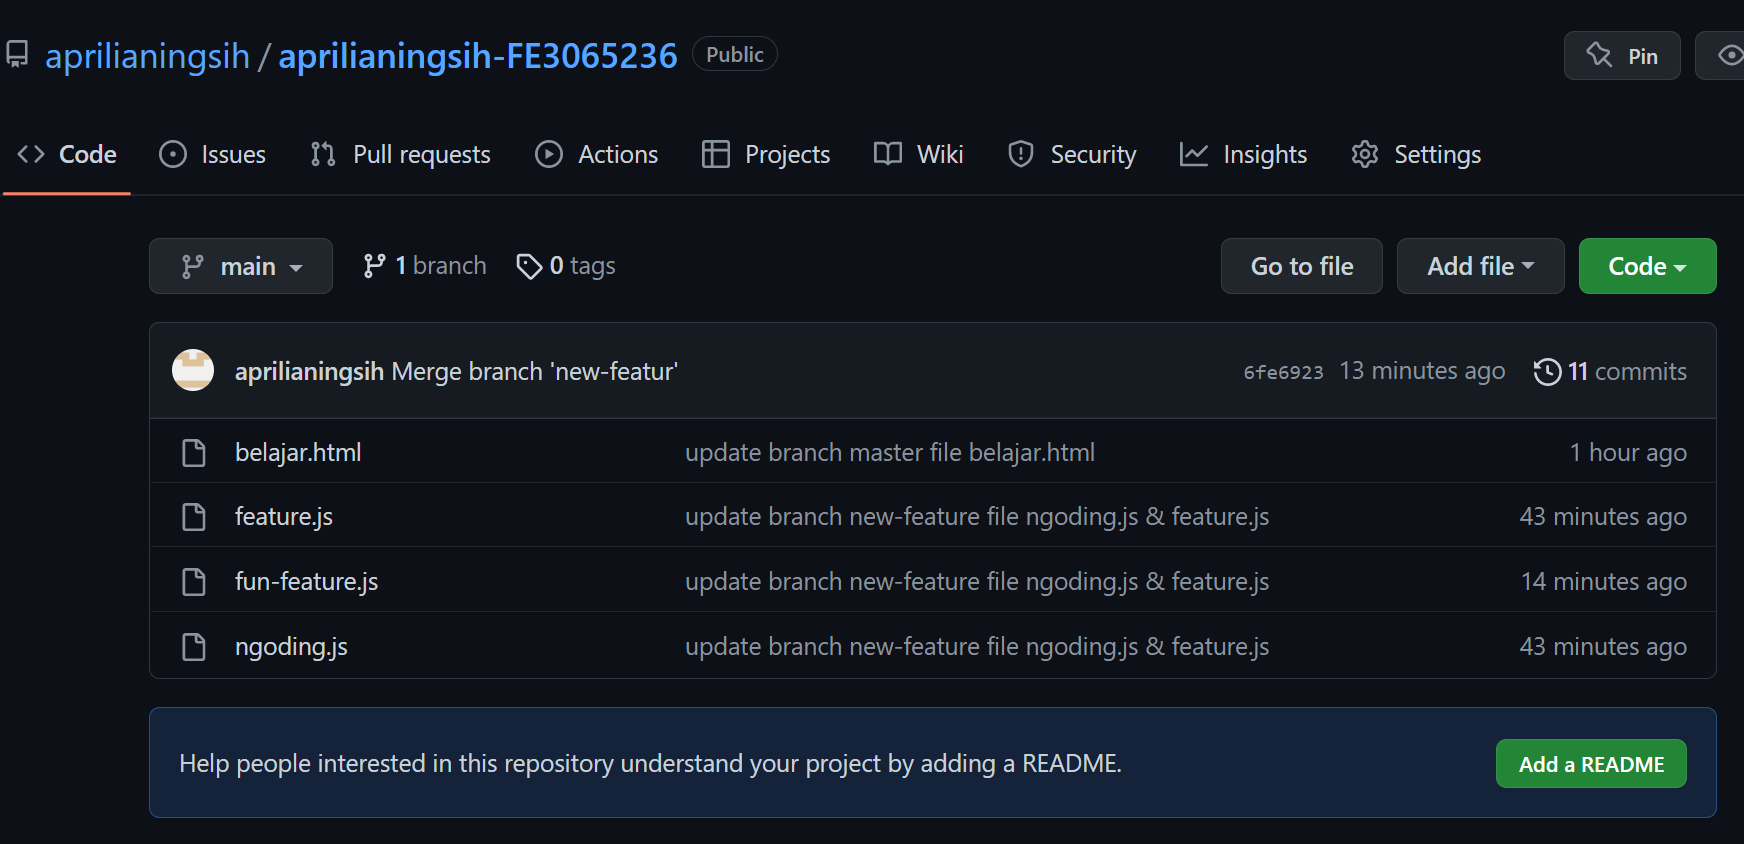 aprilianingsih / aprilianingsih-FE3065236 Public Pin
Code Issues Pull requests Actions Projects Wiki Security Insights Settings
main 1 branch 0 tags Go to file Add file Code
aprilianingsih Merge branch 'new-featur' 6fe6923 13 minutes ago 11 commits
belajar.html update branch master file belajar.html 1 hour ago
feature.js update branch new-feature file ngoding.js & feature.js 43 minutes ago
fun-feature.js update branch new-feature file ngoding.js & feature.js 14 minutes ago
ngoding.js update branch new-feature file ngoding.js & feature.js 43 minutes ago
Help people interested in this repository understand your project by adding a README. Add a README